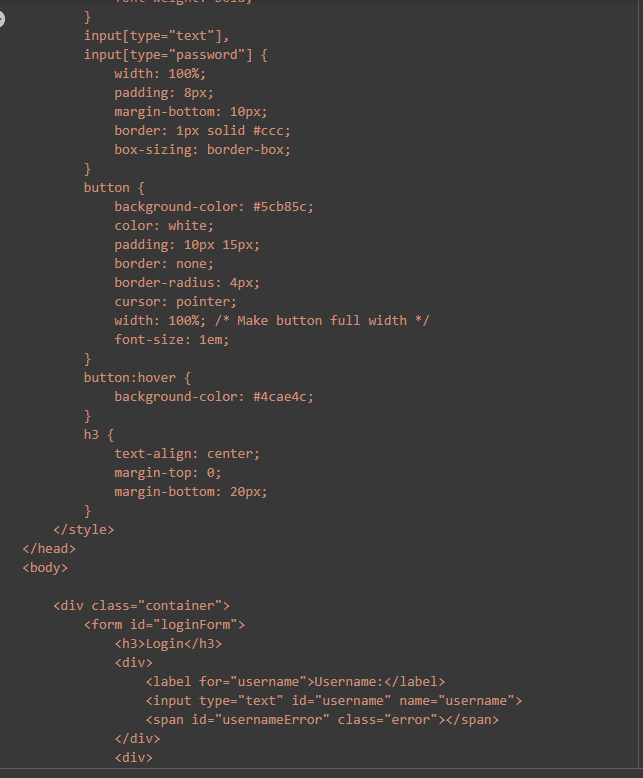 font-weight: bold;
        }
        input[type="text"],
        input[type="password"] {
            width: 100%;
            padding: 8px;
            margin-bottom: 10px;
            border: 1px solid #ccc;
            box-sizing: border-box;
        }
        button {
            background-color: #5cb85c;
            color: white;
            padding: 10px 15px;
            border: none;
            border-radius: 4px;
            cursor: pointer;
            width: 100%; /* Make button full width */
            font-size: 1em;
        }
        button:hover {
            background-color: #4cae4c;
        }
        h3 {
            text-align: center;
            margin-top: 0;
            margin-bottom: 20px;
        }
    </style>
</head>
<body>

    <div class="container">
        <form id="loginForm">
            <h3>Login</h3>
            <div>
                <label for="username">Username:</label>
                <input type="text" id="username" name="username">
                <span id="usernameError" class="error"></span>
            </div>
            <div>